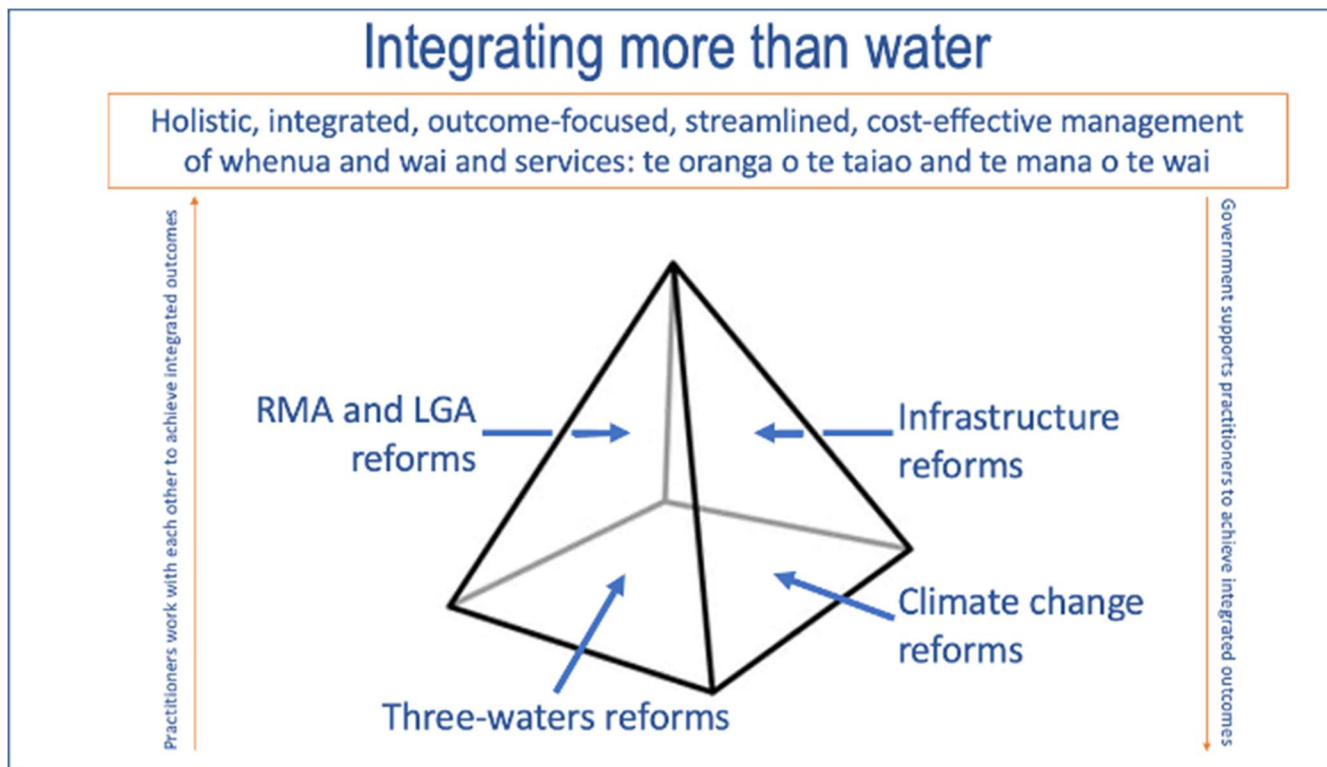 Integrating more than water
Holistic, integrated, outcome-focused, streamlined, cost-effective management
of whenua and wai and services: te oranga o te taiao and te mana o te wai
Practitioners work with each other to achieve integrated outcomes
RMA and LGA
reforms
Infrastructure
reforms
Climate change
reforms
Three-waters reforms
Government supports practitioners to achieve integrated outcomes